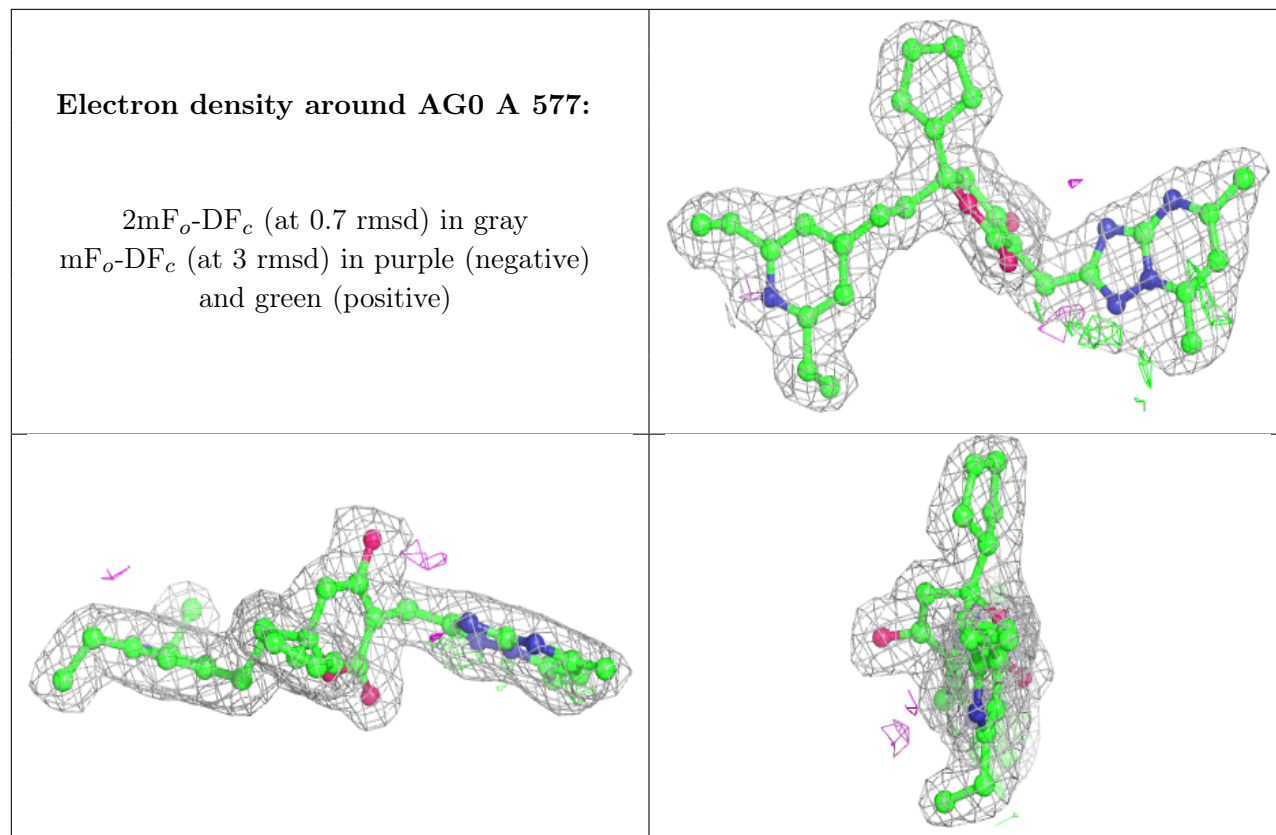 Electron density around AG0 A 577:
2mFo-DFc (at 0.7 rmsd) in gray
mFo-DFc (at 3 rmsd) in purple (negative)
and green (positive)